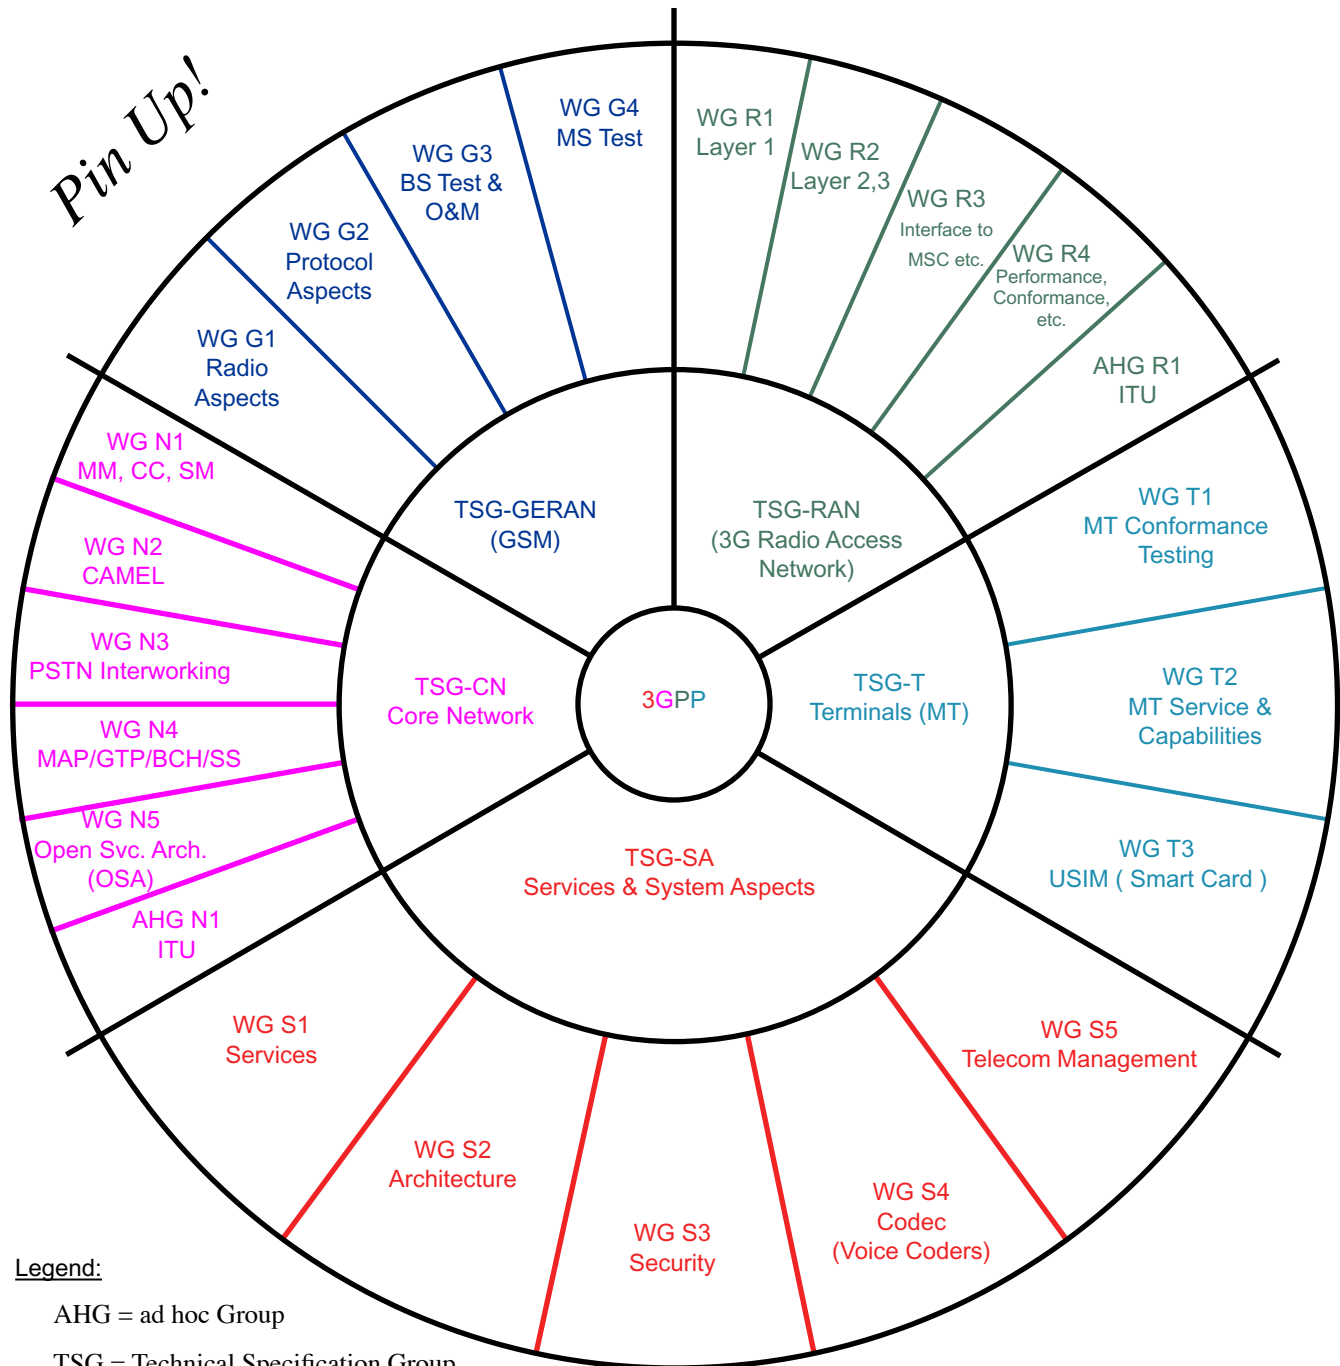 Pin Up!
WG G4
MS Test
WG G3
BS Test &
O&M
WG G2
Protocol
Aspects
WG G1
Radio
Aspects
WG R1
Layer 1
WG R2
Layer 2,3
WG R3
Interface to
MSC etc.
WG R4
Performance,
Conformance,
etc.
AHG R1
ITU
TSG-GERAN
(GSM)
TSG-RAN
(3G Radio Access
Network)
WG N1
MM, CC, SM
WG N2
CAMEL
WG N3
PSTN Interworking
WG N4
MAP/GTP/BCH/SS
WG N5
Open Svc. Arch.
(OSA)
AHG N1
ITU
TSG-CN
Core Network
3GPP
TSG-T
Terminals (MT)
WG T1
MT Conformance
Testing
WG T2
MT Service &
Capabilities
WG T3
USIM ( Smart Card )
TSG-SA
Services & System Aspects
WG S1
Services
WG S2
Architecture
WG S3
Security
WG S4
Codec
(Voice Coders)
WG S5
Telecom Management
Legend:
AHG = ad hoc Group
TSG = Technical Specification Group